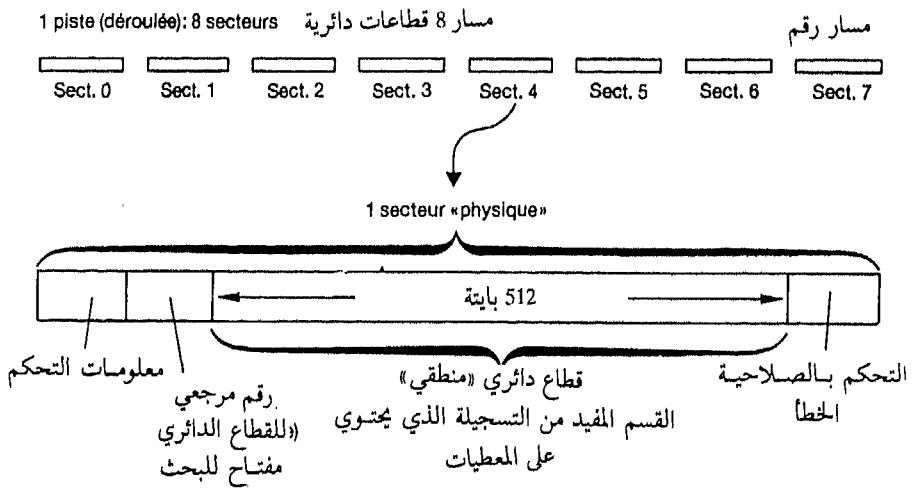 1 piste (déroulée): 8 secteurs مسار 8 قطاعات دائرية مسار رقم
Sect. 0 Sect. 1 Sect. 2 Sect. 3 Sect. 4 Sect. 5 Sect. 6 Sect. 7
1 secteur «physique»
512 بايتة
معلومات التحكم
رقم مرجعي
«للقطاع الدائري
مفتاح للبحث
قطاع دائري «منطقي»
القسم المفيد من التسجيلة الذي يحتوي
على المعطيات
التحكم بالصلاحية
الخطأ